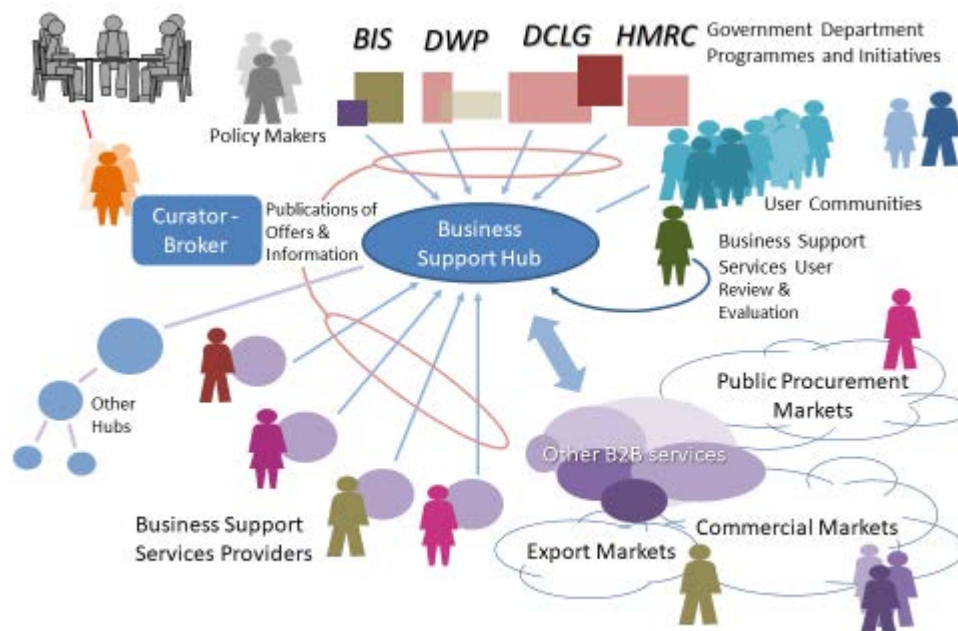 BIS DWP DCLG HMRC
Government Department
Programmes and Initiatives
Policy Makers
Curator -
Broker
Publications of
Offers &
Information
Business
Support Hub
User Communities
Business Support
Services User
Review &
Evaluation
Other
Hubs
Public Procurement
Markets
Other B2B services
Business Support
Services Providers
Commercial Markets
Export Markets